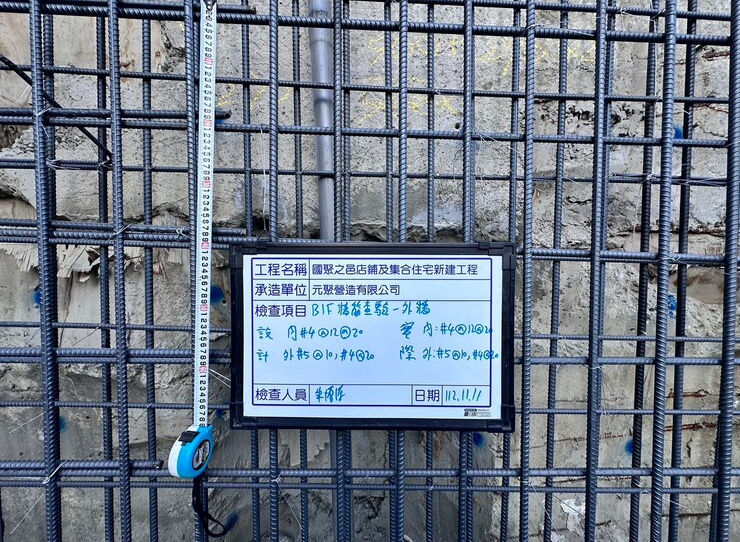 工程名稱 國聚之邑店鋪及集合住宅新建工程
承造單位 元聚營造有限公司
檢查項目 B1F牆筋查驗-外牆
設 內#4@12@20 實 內:#4@12@20
計 外#5@10,#4@20 際 外:#5@10,#4@20
檢查人員 日期 112.11.11